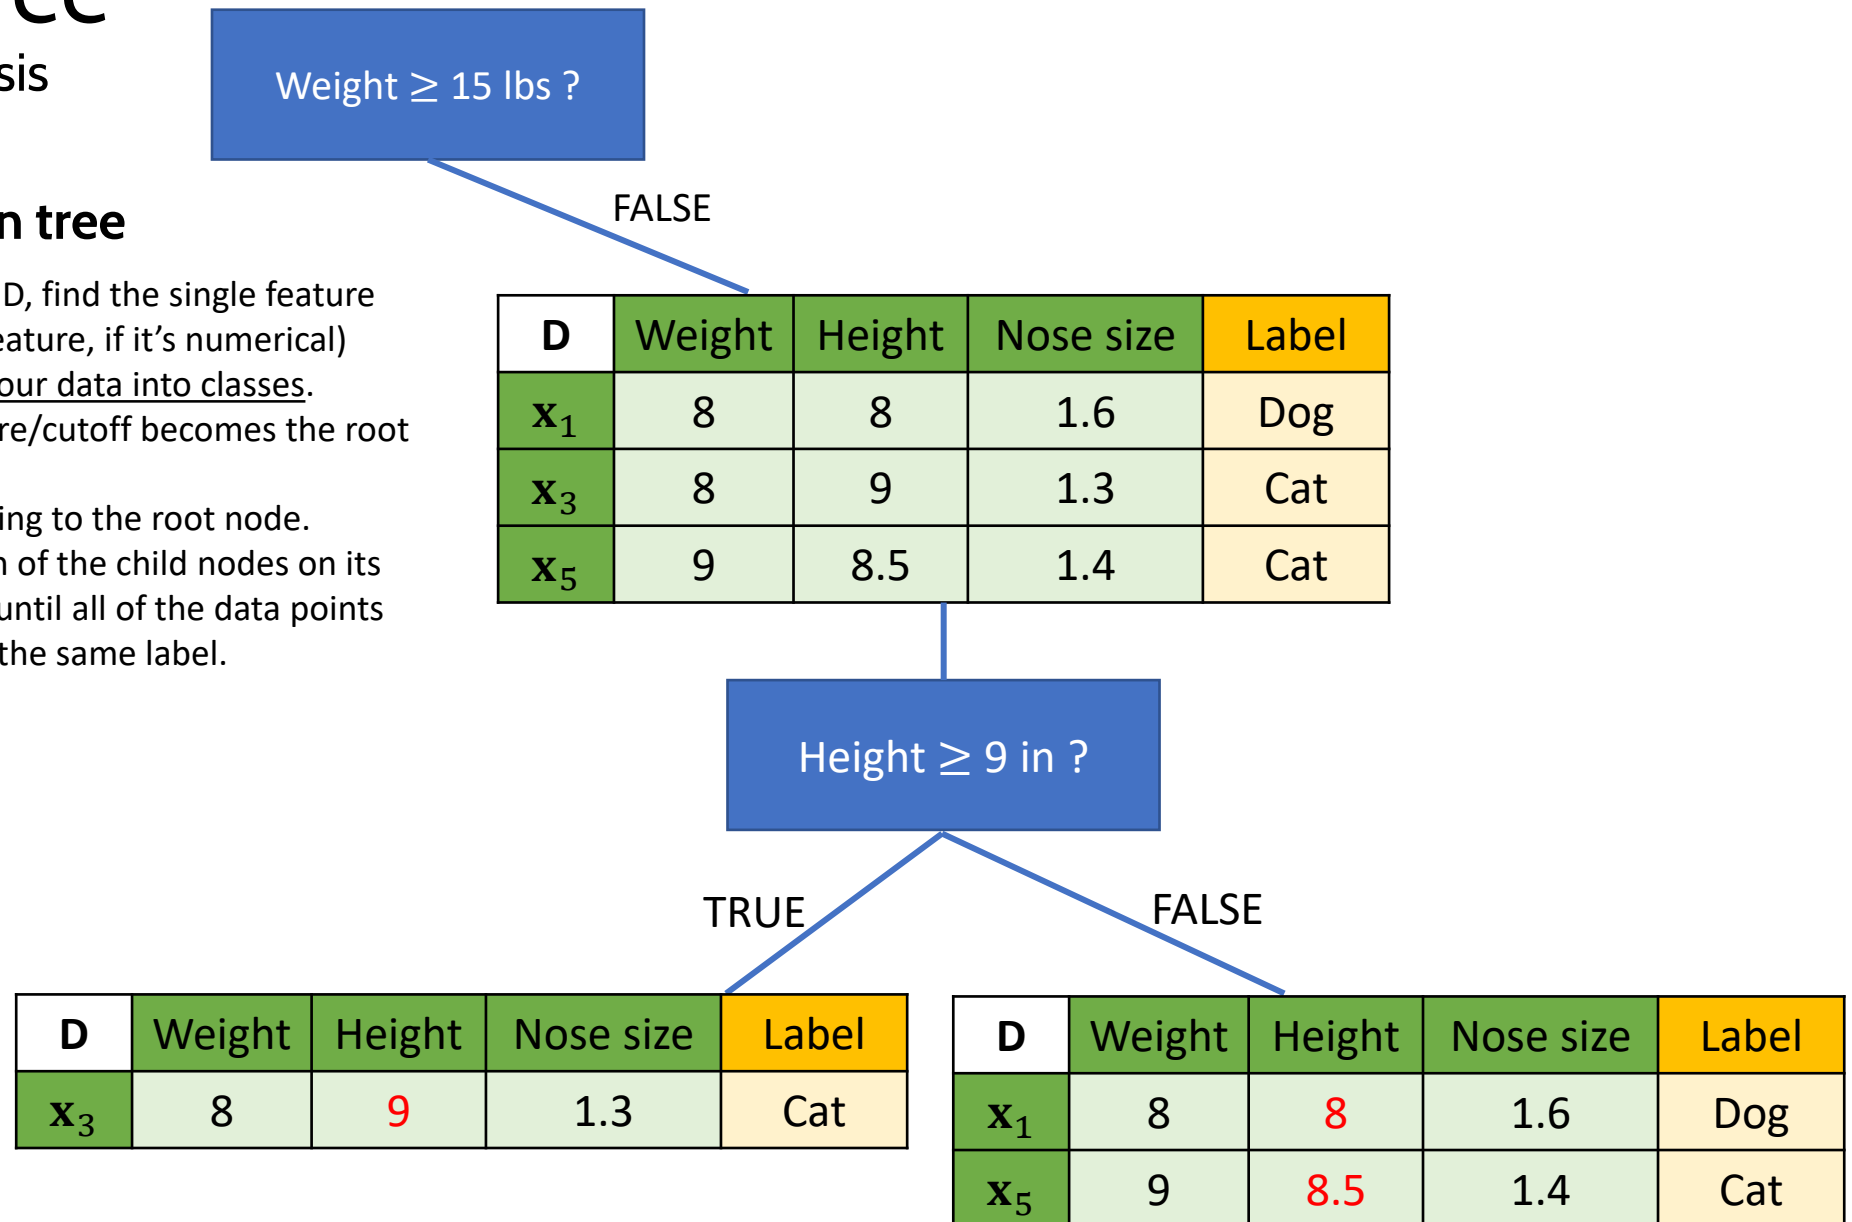 sis
Weight ≥ 15 lbs ?
FALSE
n tree
D, find the single feature
eature, if it's numerical)
our data into classes.
re/cutoff becomes the root
ing to the root node.
n of the child nodes on its
until all of the data points
the same label.
D Weight Height Nose size Label
x₁ 8 8 1.6 Dog
x₃ 8 9 1.3 Cat
x₅ 9 8.5 1.4 Cat
Height ≥ 9 in ?
TRUE
FALSE
D Weight Height Nose size Label
x₃ 8 9 1.3 Cat
D Weight Height Nose size Label
x₁ 8 8 1.6 Dog
x₅ 9 8.5 1.4 Cat